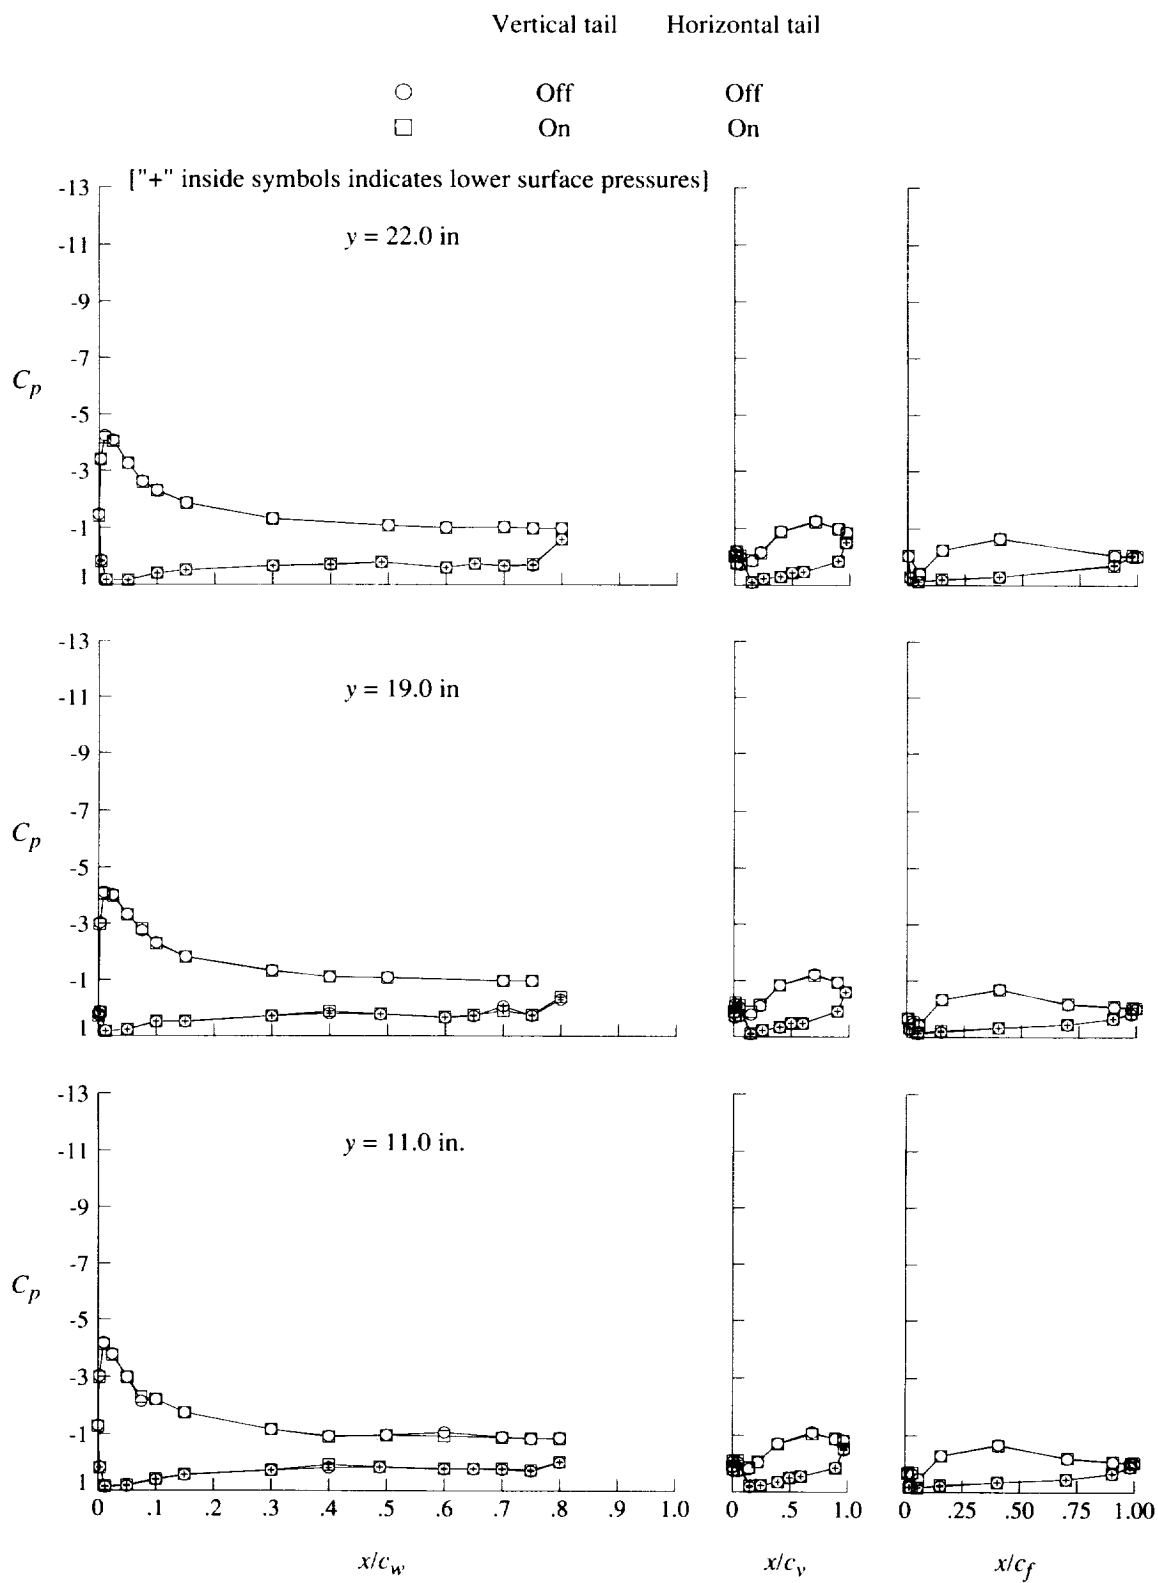 Vertical tail Horizontal tail
○ Off Off
□ On On
["+" inside symbols indicates lower surface pressures]
-13
y = 22.0 in
-11
-9
-7
C_p
-5
-3
-1
1
-13
y = 19.0 in
-11
-9
-7
C_p
-5
-3
-1
1
-13
y = 11.0 in.
-11
-9
-7
C_p
-5
-3
-1
1
0 .1 .2 .3 .4 .5 .6 .7 .8 .9 1.0 0 .5 1.0 0 .25 .50 .75 1.00
x/c_w x/c_v x/c_f